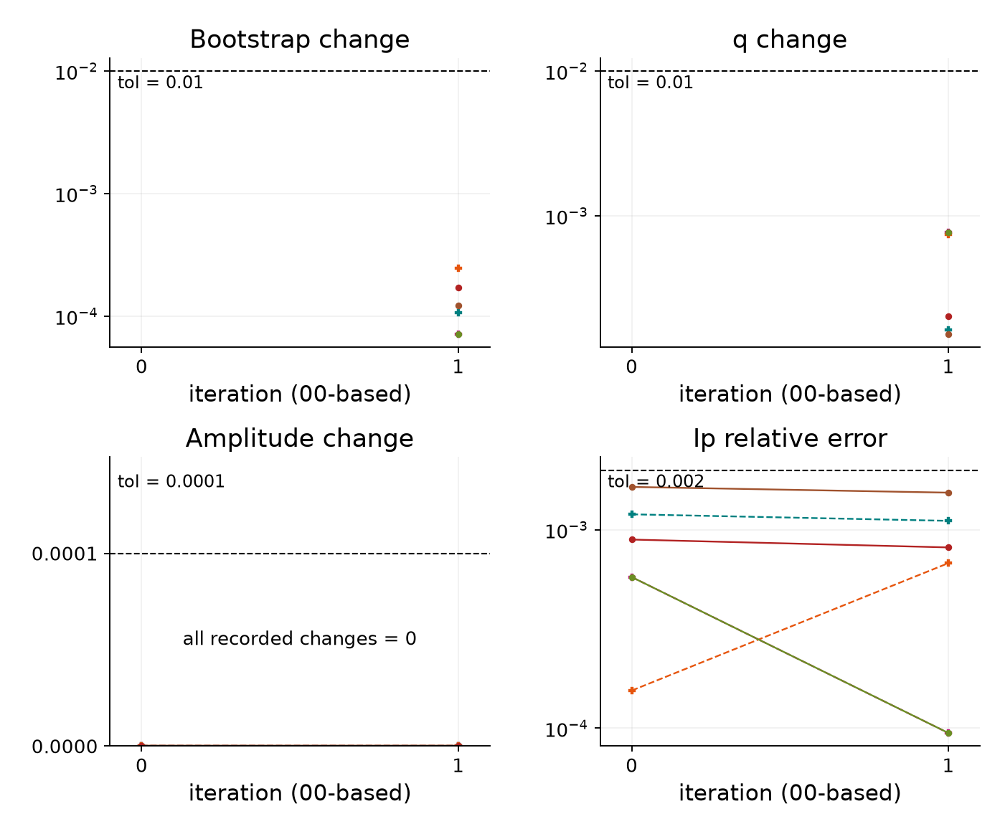 Bootstrap change
10⁻²
tol = 0.01
10⁻³
10⁻⁴
0 1
iteration (00-based)
q change
10⁻²
tol = 0.01
10⁻³
0 1
iteration (00-based)
Amplitude change
tol = 0.0001
0.0001
all recorded changes = 0
0.0000
0 1
iteration (00-based)
Ip relative error
tol = 0.002
10⁻³
10⁻⁴
0 1
iteration (00-based)